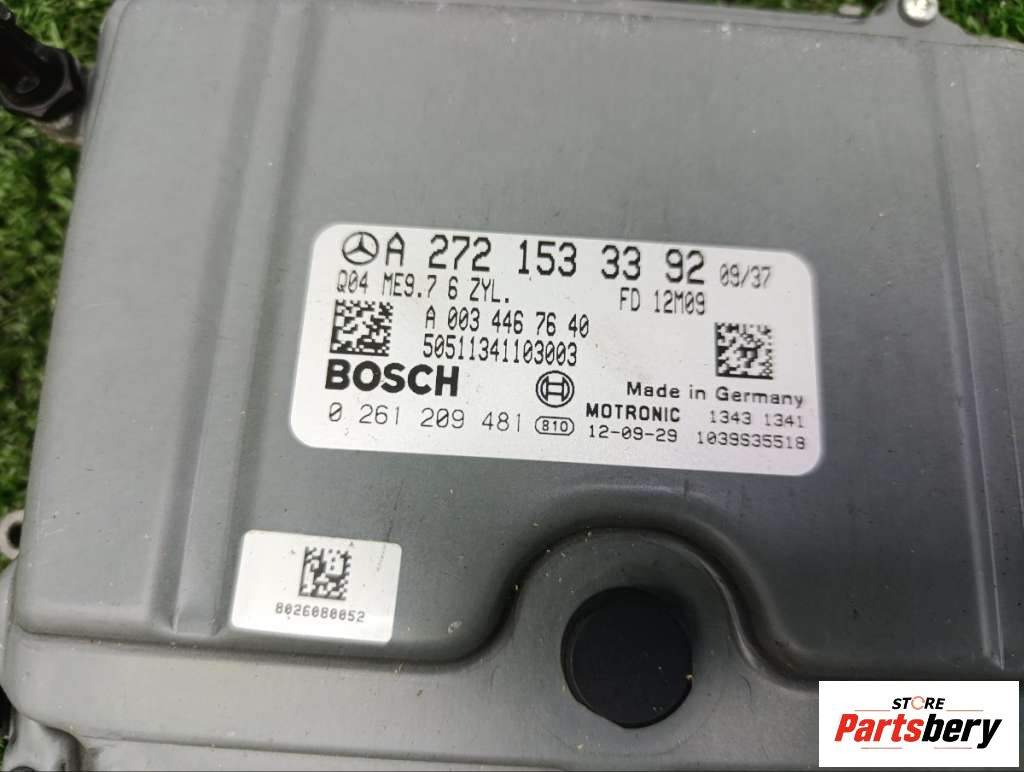 A 272 153 33 92 09/37
Q04 ME9.7 6 ZYL. FD 12M09
A 003 446 76 40
50511341103003
BOSCH
Made in Germany
0 261 209 481 810 MOTRONIC 1343 1341
12-09-29 1039S35518
8026080052
STORE
Partsbery